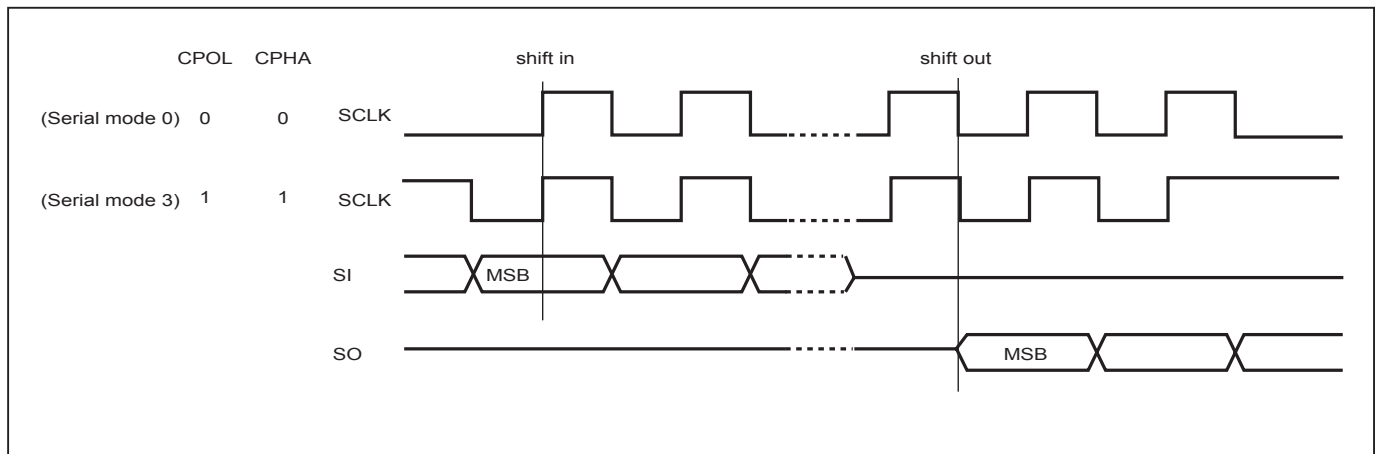 CPOL CPHA shift in shift out
(Serial mode 0) 0 0 SCLK
(Serial mode 3) 1 1 SCLK
SI MSB
SO MSB